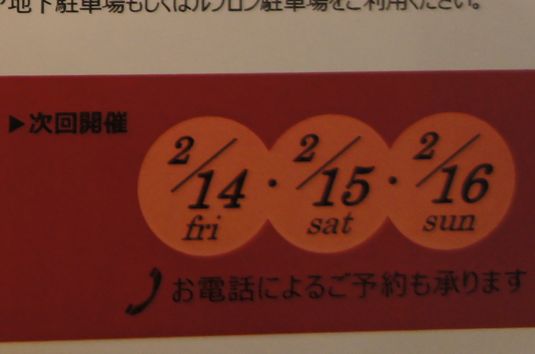 地下駐車場もしくはルフロン駐車場をご利用ください。
▶次回開催
2/14・2/15・2/16
fri sat sun
お電話によるご予約も承ります